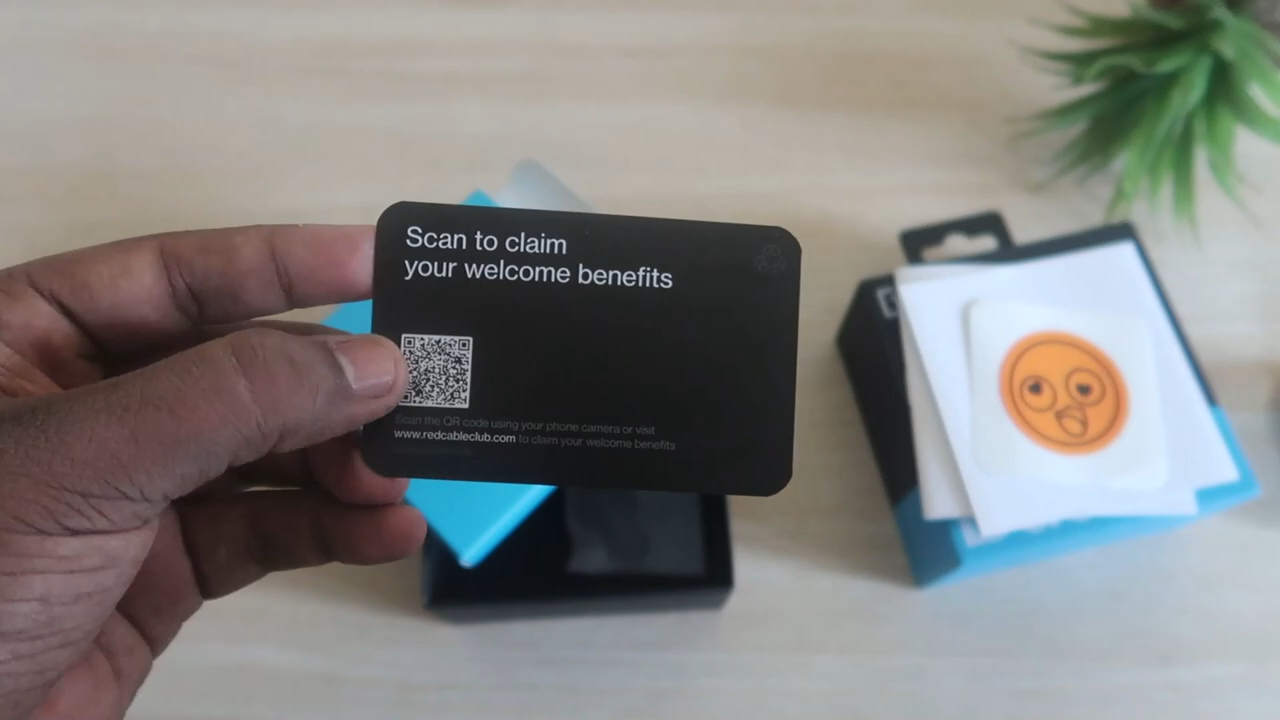 Scan to claim
your welcome benefits
Scan the QR code using your phone camera or visit
www.redcableclub.com to claim your welcome benefits